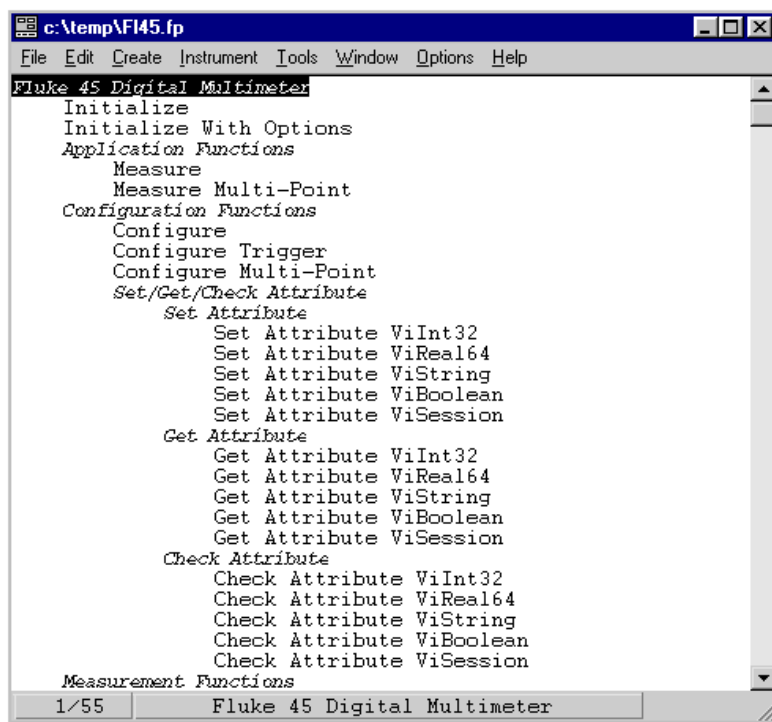 c:\temp\Fl45.fp
File Edit Create Instrument Tools Window Options Help
Fluke 45 Digital Multimeter
Initialize
Initialize With Options
Application Functions
Measure
Measure Multi-Point
Configuration Functions
Configure
Configure Trigger
Configure Multi-Point
Set/Get/Check Attribute
Set Attribute
Set Attribute ViInt32
Set Attribute ViReal64
Set Attribute ViString
Set Attribute ViBoolean
Set Attribute ViSession
Get Attribute
Get Attribute ViInt32
Get Attribute ViReal64
Get Attribute ViString
Get Attribute ViBoolean
Get Attribute ViSession
Check Attribute
Check Attribute ViInt32
Check Attribute ViReal64
Check Attribute ViString
Check Attribute ViBoolean
Check Attribute ViSession
Measurement Functions
1/55 Fluke 45 Digital Multimeter